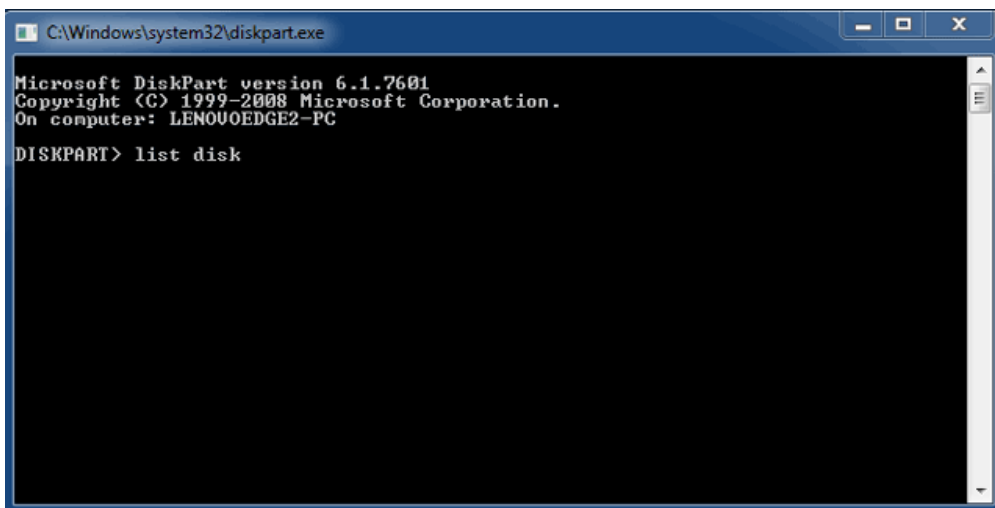 C:\Windows\system32\diskpart.exe
Microsoft DiskPart version 6.1.7601
Copyright (C) 1999-2008 Microsoft Corporation.
On computer: LENOVOEDGE2-PC
DISKPART> list disk